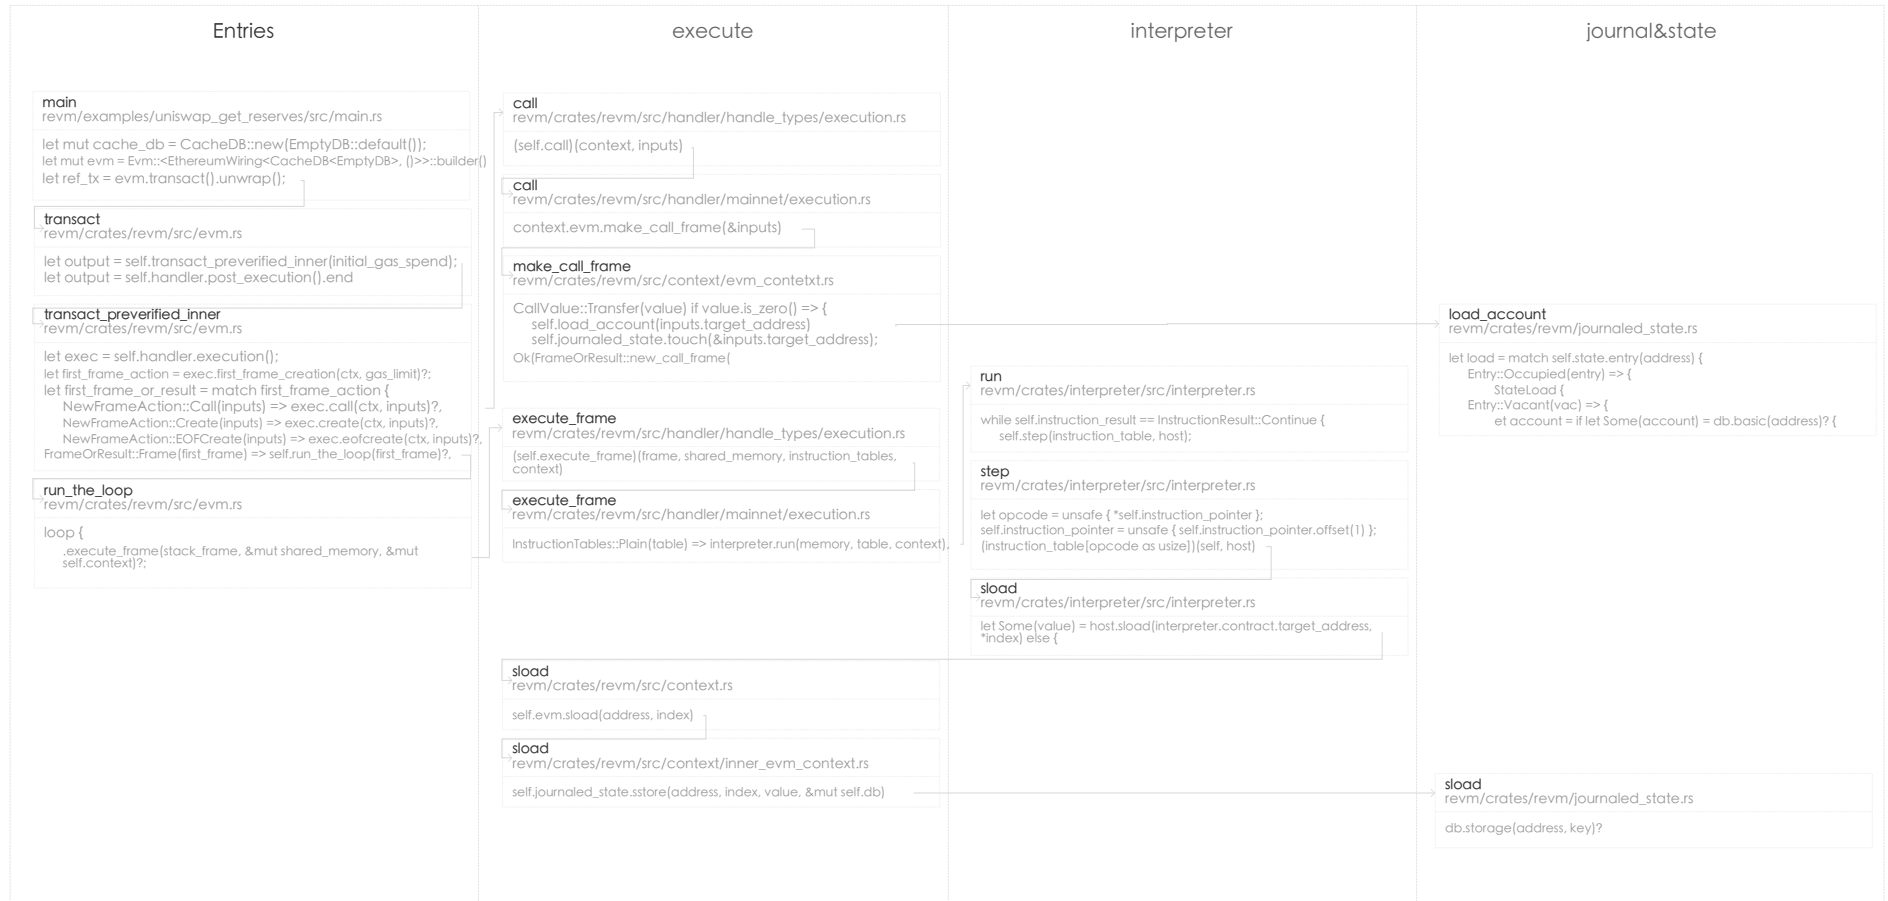 Entries
main
revm/examples/uniswap_get_reserves/src/main.rs
let mut cache_db = CacheDB::new(EmptyDB::default());
let mut evm = Evm::<EthereumWiring<CacheDB<EmptyDB>, ()>>::builder()
let ref_tx = evm.transact().unwrap();
transact
revm/crates/revm/src/evm.rs
let output = self.transact_preverified_inner(initial_gas_spend);
let output = self.handler.post_execution().end
transact_preverified_inner
revm/crates/revm/src/evm.rs
let exec = self.handler.execution();
let first_frame_action = exec.first_frame_creation(ctx, gas_limit)?;
let first_frame_or_result = match first_frame_action {
NewFrameAction::Call(inputs) => exec.call(ctx, inputs)?,
NewFrameAction::Create(inputs) => exec.create(ctx, inputs)?,
NewFrameAction::EOFCreate(inputs) => exec.eofcreate(ctx, inputs)?,
FrameOrResult::Frame(first_frame) => self.run_the_loop(first_frame)?,
run_the_loop
revm/crates/revm/src/evm.rs
loop {
.execute_frame(stack_frame, &mut shared_memory, &mut
self.context)?;
execute
call
revm/crates/revm/src/handler/handle_types/execution.rs
(self.call)(context, inputs)
call
revm/crates/revm/src/handler/mainnet/execution.rs
context.evm.make_call_frame(&inputs)
make_call_frame
revm/crates/revm/src/context/evm_contetxt.rs
CallValue::Transfer(value) if value.is_zero() => {
self.load_account(inputs.target_address)
self.journaled_state.touch(&inputs.target_address);
Ok(FrameOrResult::new_call_frame(
execute_frame
revm/crates/revm/src/handler/handle_types/execution.rs
(self.execute_frame)(frame, shared_memory, instruction_tables,
context)
execute_frame
revm/crates/revm/src/handler/mainnet/execution.rs
InstructionTables::Plain(table) => interpreter.run(memory, table, context),
sload
revm/crates/revm/src/context.rs
self.evm.sload(address, index)
sload
revm/crates/revm/src/context/inner_evm_context.rs
self.journaled_state.sstore(address, index, value, &mut self.db)
interpreter
run
revm/crates/interpreter/src/interpreter.rs
while self.instruction_result == InstructionResult::Continue {
self.step(instruction_table, host);
step
revm/crates/interpreter/src/interpreter.rs
let opcode = unsafe { *self.instruction_pointer };
self.instruction_pointer = unsafe { self.instruction_pointer.offset(1) };
(instruction_table[opcode as usize])(self, host)
sload
revm/crates/interpreter/src/interpreter.rs
let Some(value) = host.sload(interpreter.contract.target_address,
*index) else {
journal&state
load_account
revm/crates/revm/journaled_state.rs
let load = match self.state.entry(address) {
Entry::Occupied(entry) => {
StateLoad {
Entry::Vacant(vac) => {
et account = if let Some(account) = db.basic(address)? {
sload
revm/crates/revm/journaled_state.rs
db.storage(address, key)?